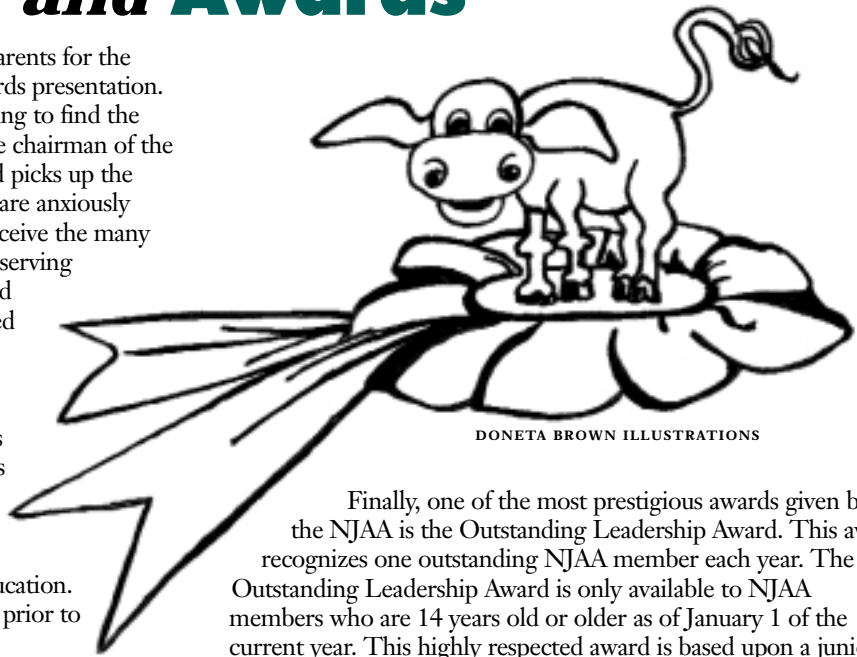 and Awards
arents for the
rds presentation.
ng to find the
e chairman of the
d picks up the
are anxiously
ceive the many
serving
d
ed
s
s
ucation.
prior to
DONETA BROWN ILLUSTRATIONS
Finally, one of the most prestigious awards given b
the NJAA is the Outstanding Leadership Award. This aw
recognizes one outstanding NJAA member each year. The
Outstanding Leadership Award is only available to NJAA
members who are 14 years old or older as of January 1 of the
current year. This highly respected award is based upon a juni